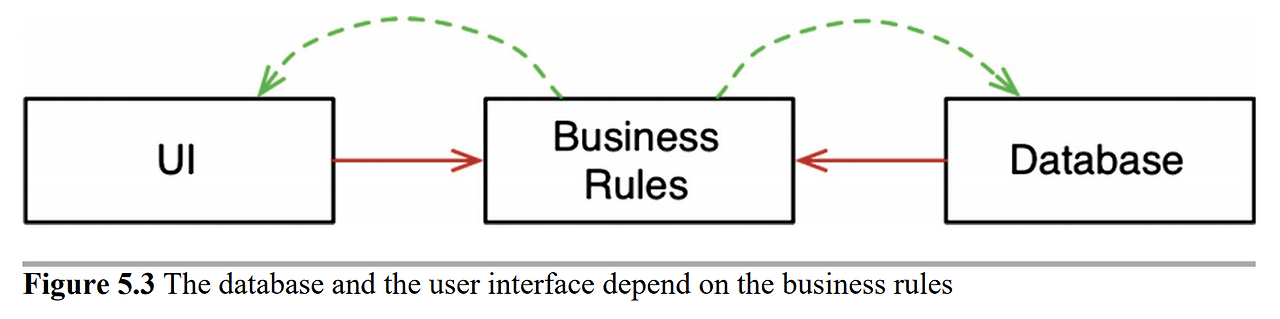 UI
Business
Rules
Database
Figure 5.3 The database and the user interface depend on the business rules